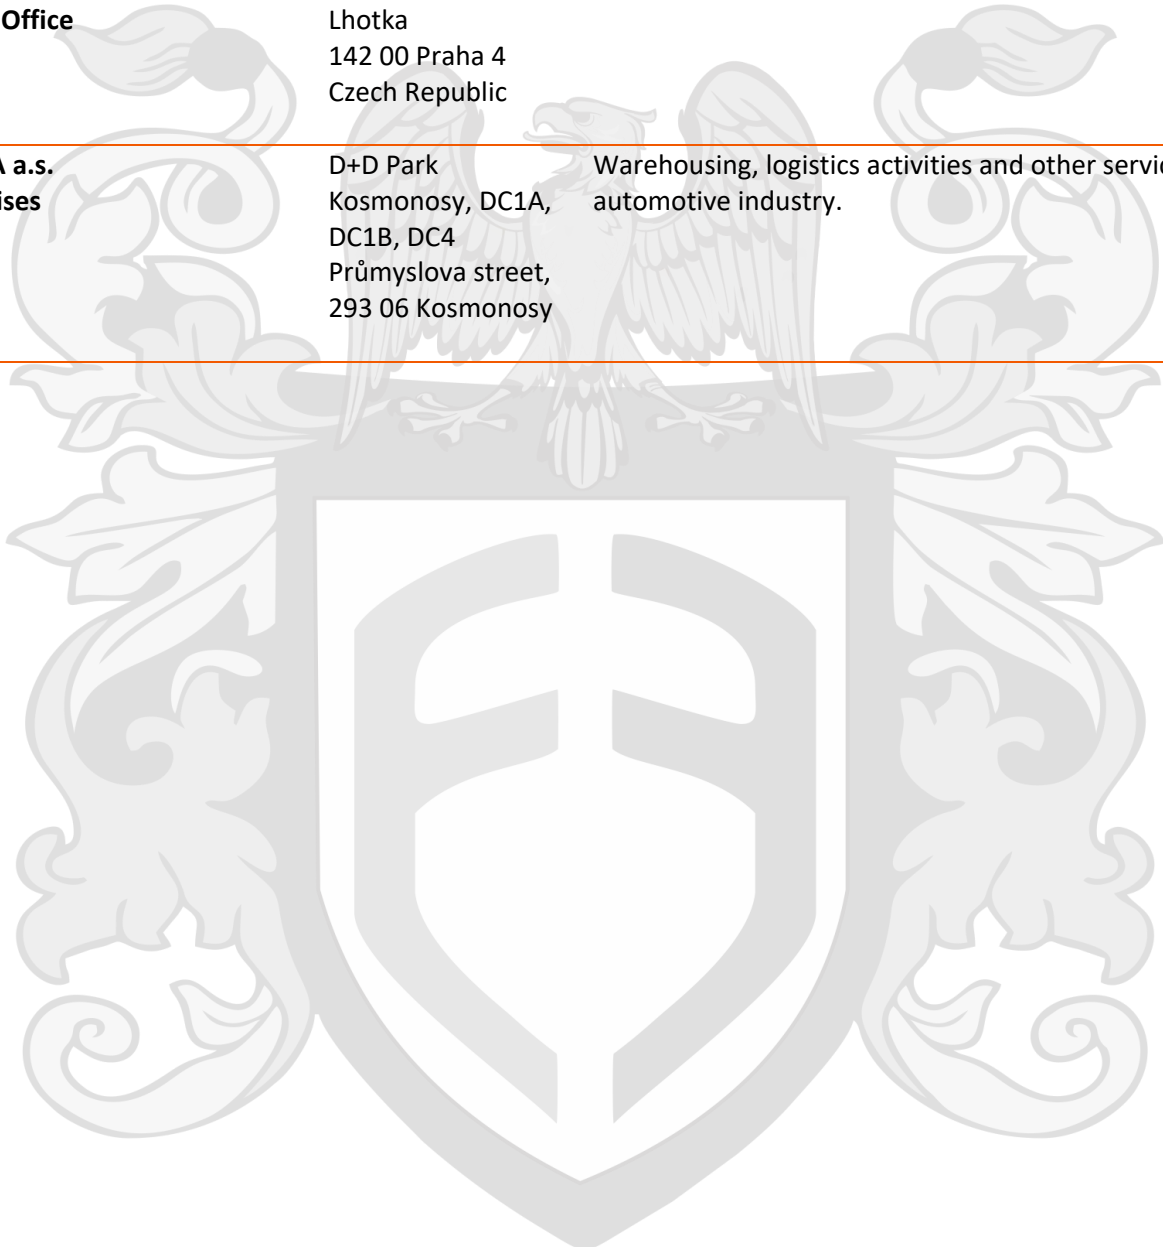 Office Lhotka
142 00 Praha 4
Czech Republic
A a.s. D+D Park Warehousing, logistics activities and other servic
ises Kosmonosy, DC1A, automotive industry.
DC1B, DC4
Průmyslova street,
293 06 Kosmonosy